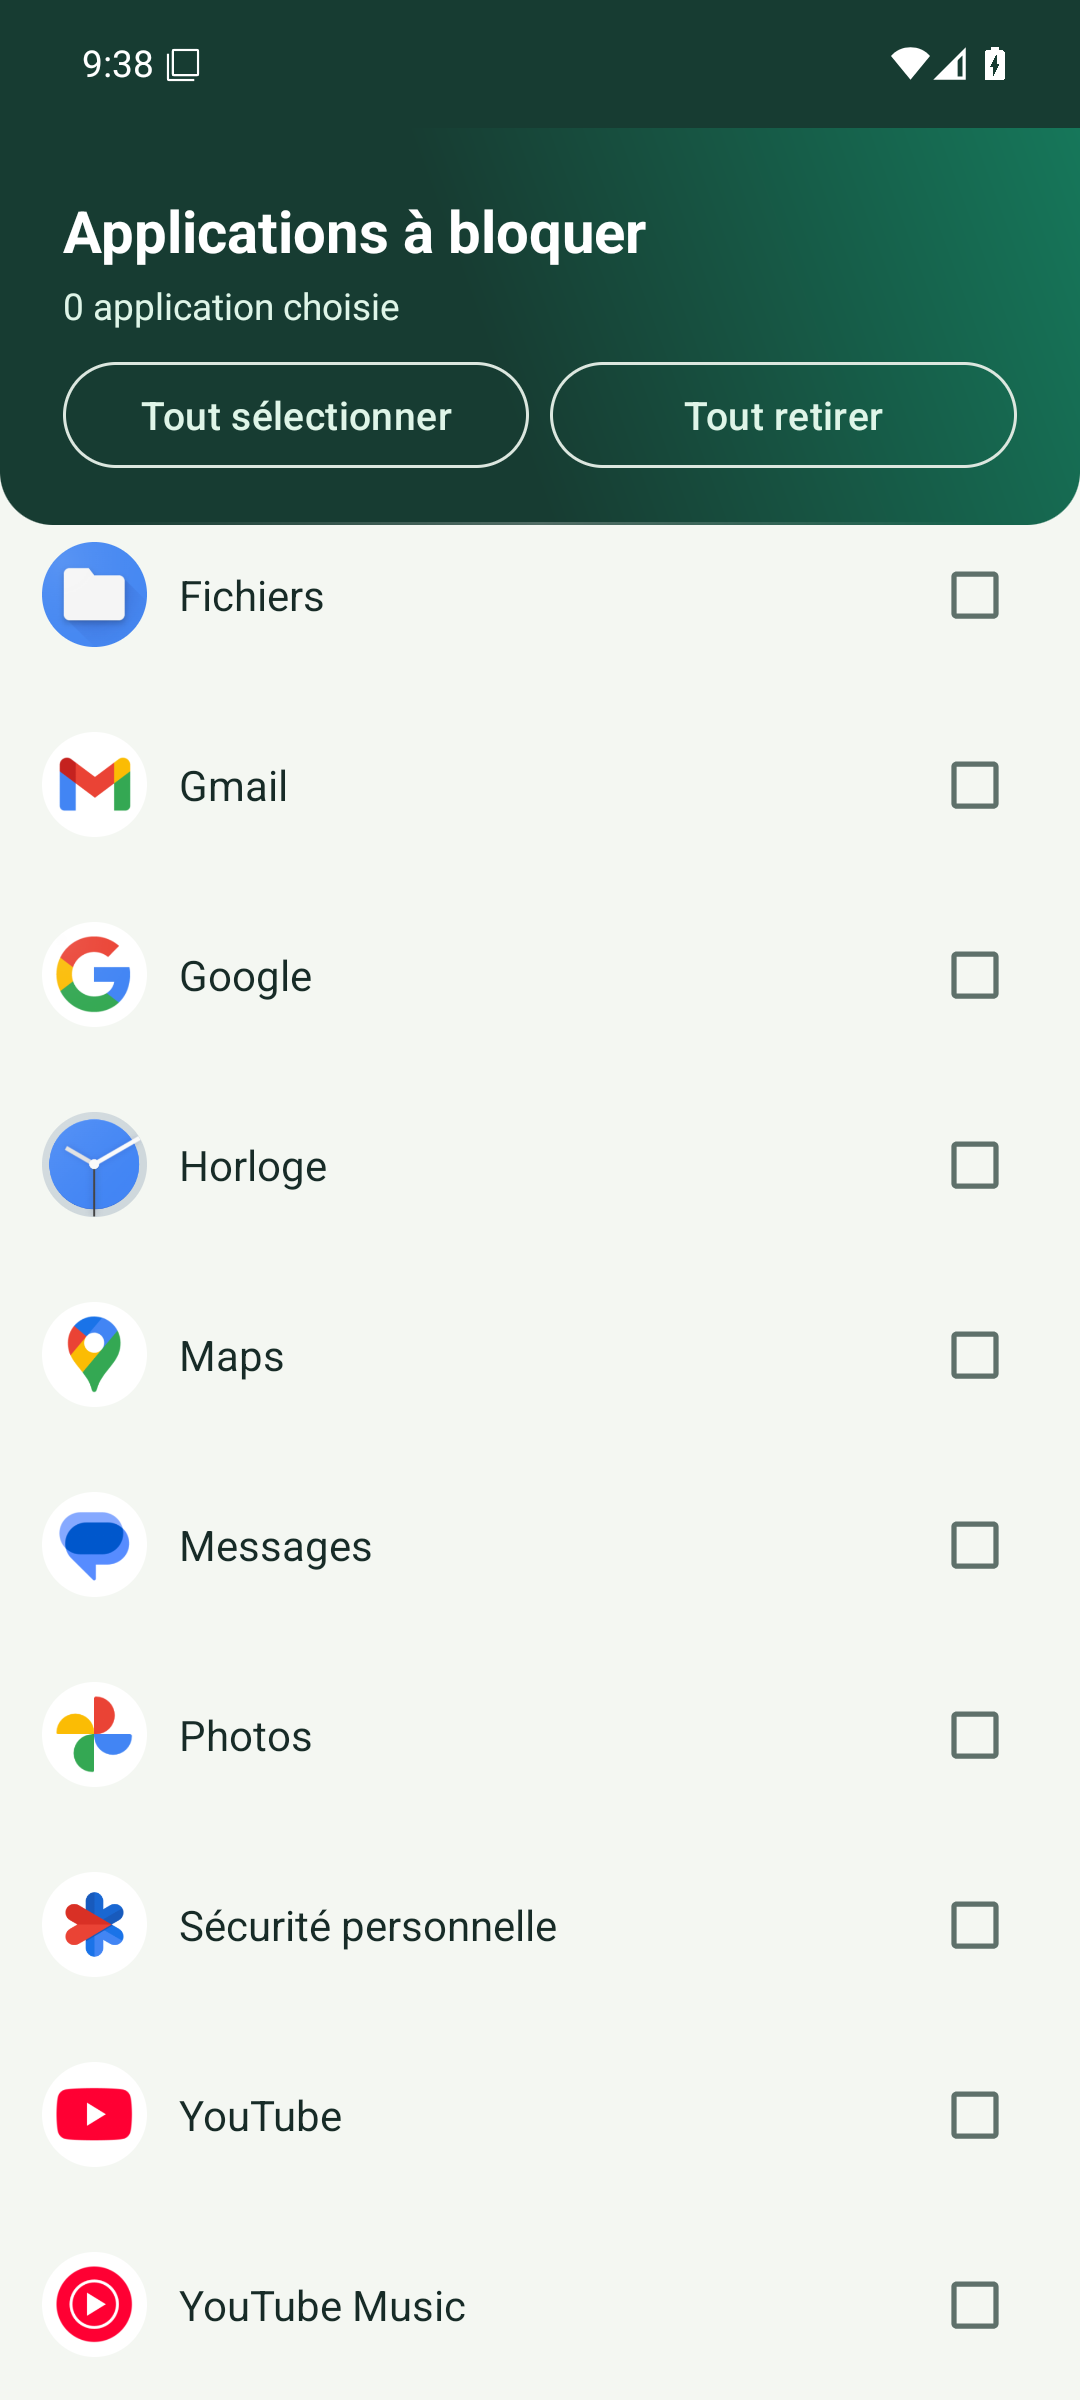 9:38
Applications à bloquer
0 application choisie
Tout sélectionner
Tout retirer
Fichiers
Gmail
Google
Horloge
Maps
Messages
Photos
Sécurité personnelle
YouTube
YouTube Music